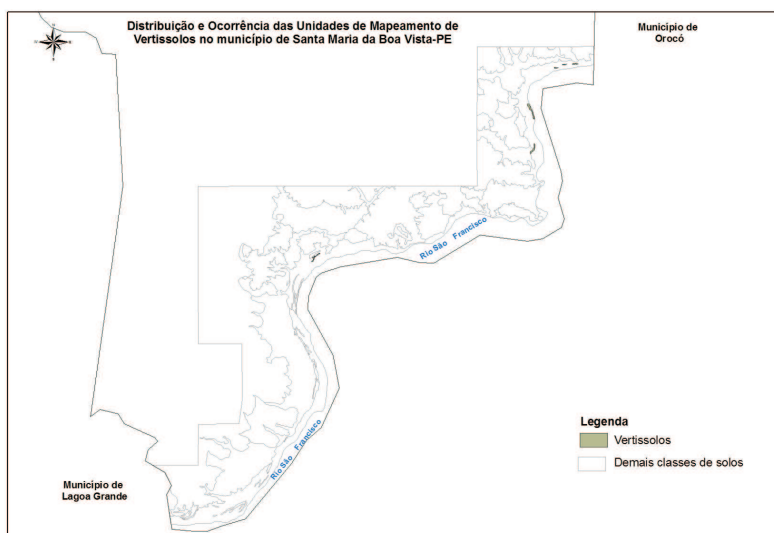 Distribuição e Ocorrência das Unidades de Mapeamento de
Vertissolos no município de Santa Maria da Boa Vista-PE
Município de
Orocó
Rio São Francisco
Rio São Francisco
Legenda
Vertissolos
Demais classes de solos
Município de
Lagoa Grande